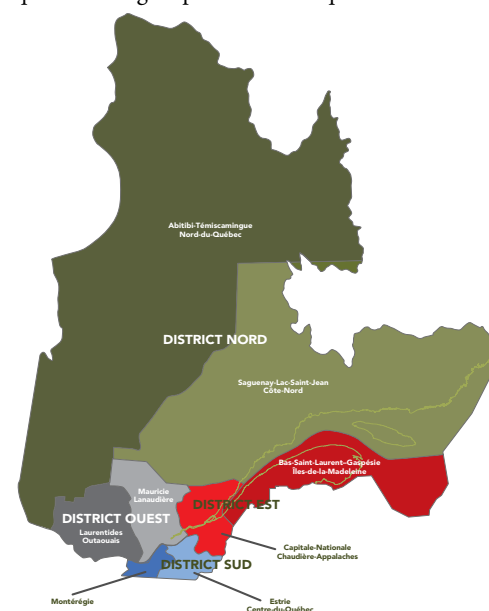 Abitibi-Témiscamingue
Nord-du-Québec
DISTRICT NORD
Saguenay-Lac-Saint-Jean
Côte-Nord
Bas-Saint-Laurent–Gaspésie
Îles-de-la-Madeleine
Mauricie
Lanaudière
DISTRICT EST
DISTRICT OUEST
Laurentides
Outaouais
Capitale-Nationale
Chaudière-Appalaches
DISTRICT SUD
Montérégie
Estrie
Centre-du-Québec